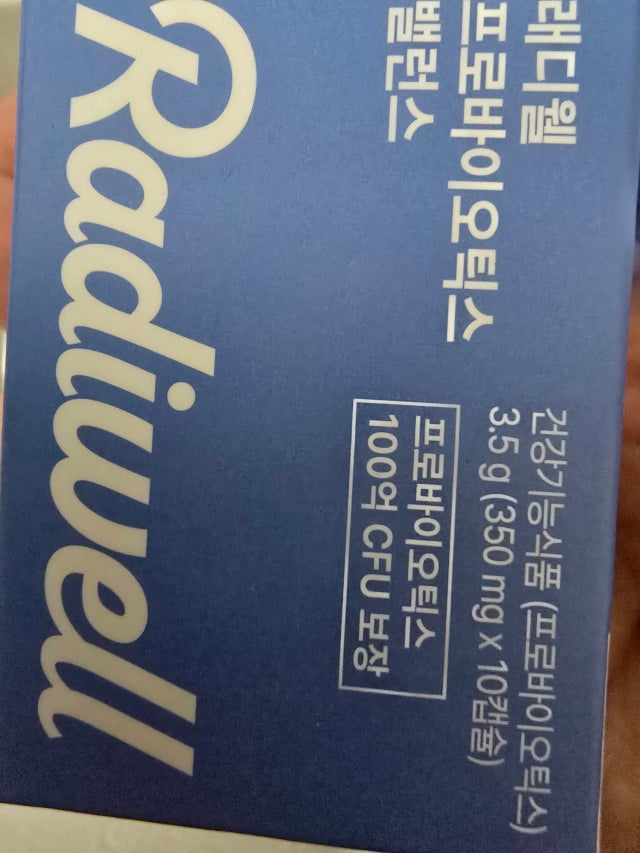 래디웰
프로바이오틱스
밸런스
건강기능식품 (프로바이오틱스)
3.5 g (350 mg x 10캡슐)
프로바이오틱스
100억 CFU 보장
Radiwell